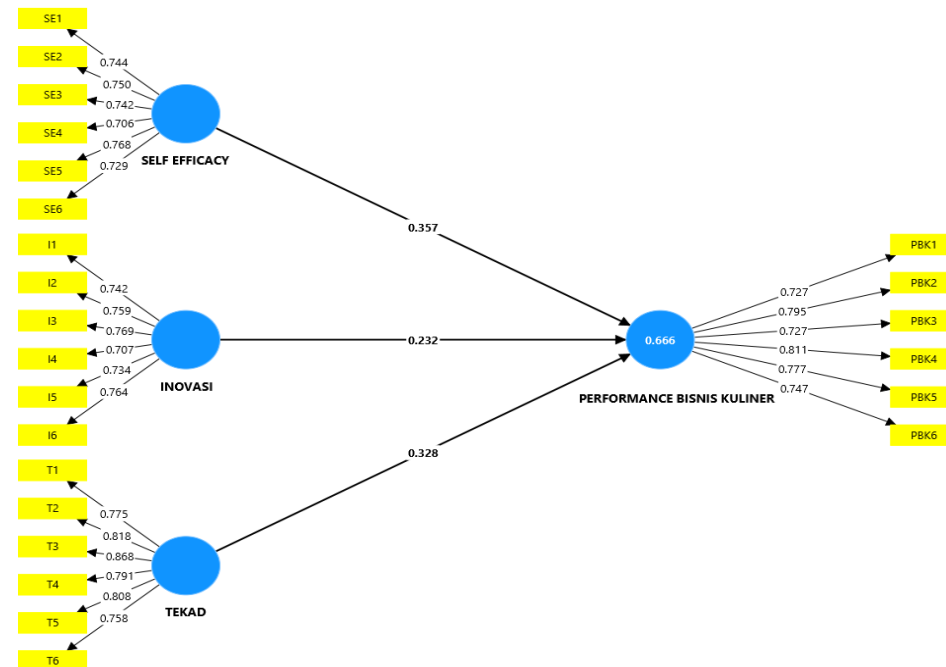 SE1
SE2
SE3
SE4
SE5
SE6
0.744
0.750
0.742
0.706
0.768
0.729
SELF EFFICACY
I1
I2
I3
I4
I5
I6
0.742
0.759
0.769
0.707
0.734
0.764
INOVASI
T1
T2
T3
T4
T5
T6
0.775
0.818
0.868
0.791
0.808
0.758
TEKAD
0.357
0.232
0.328
0.666
PERFORMANCE BISNIS KULINER
0.727
0.795
0.727
0.811
0.777
0.747
PBK1
PBK2
PBK3
PBK4
PBK5
PBK6